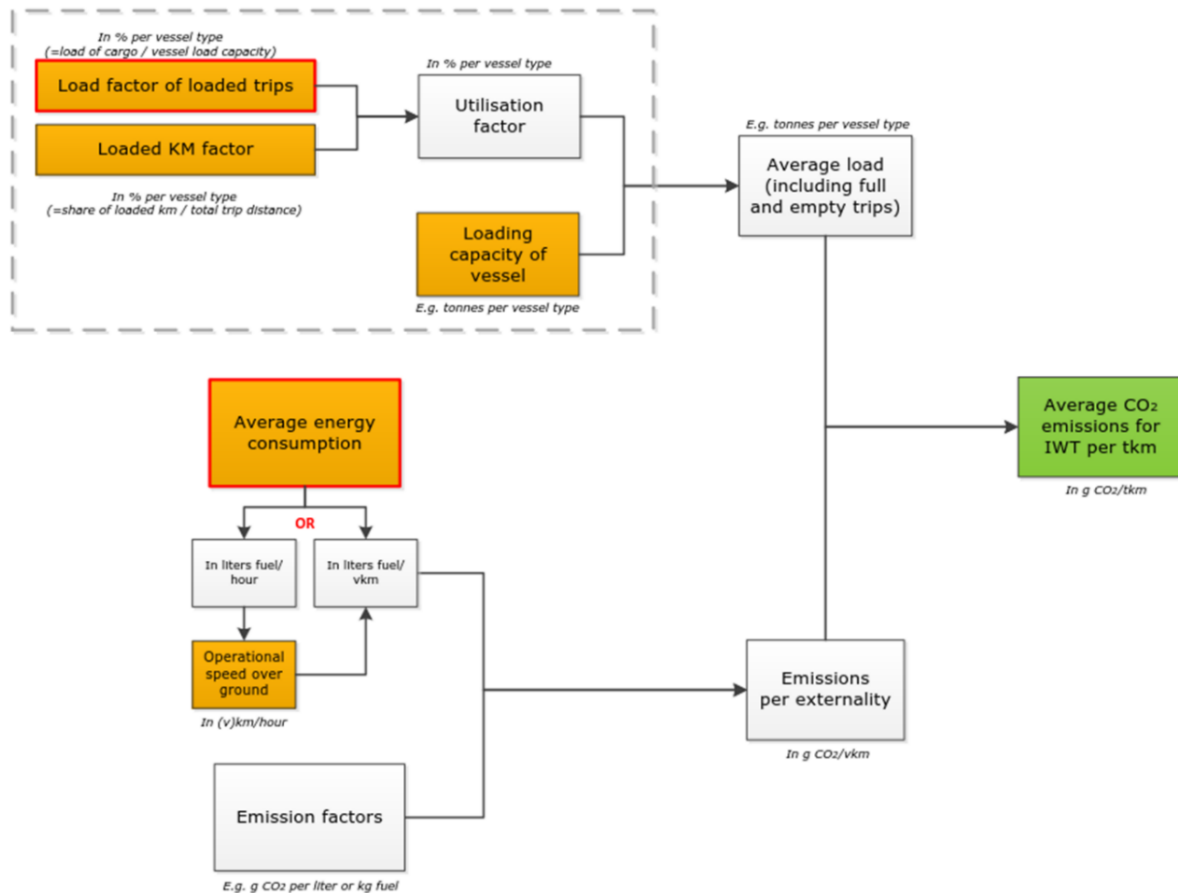 In % per vessel type
(=load of cargo / vessel load capacity)
Load factor of loaded trips
Loaded KM factor
In % per vessel type
(=share of loaded km / total trip distance)
In % per vessel type
Utilisation
factor
Loading
capacity of
vessel
E.g. tonnes per vessel type
E.g. tonnes per vessel type
Average load
(including full
and empty trips)
Average energy
consumption
OR
In liters fuel/
hour
In liters fuel/
vkm
Operational
speed over
ground
In (v)km/hour
Emission factors
E.g. g CO₂ per liter or kg fuel
Emissions
per externality
In g CO₂/vkm
Average CO₂
emissions for
IWT per tkm
In g CO₂/tkm